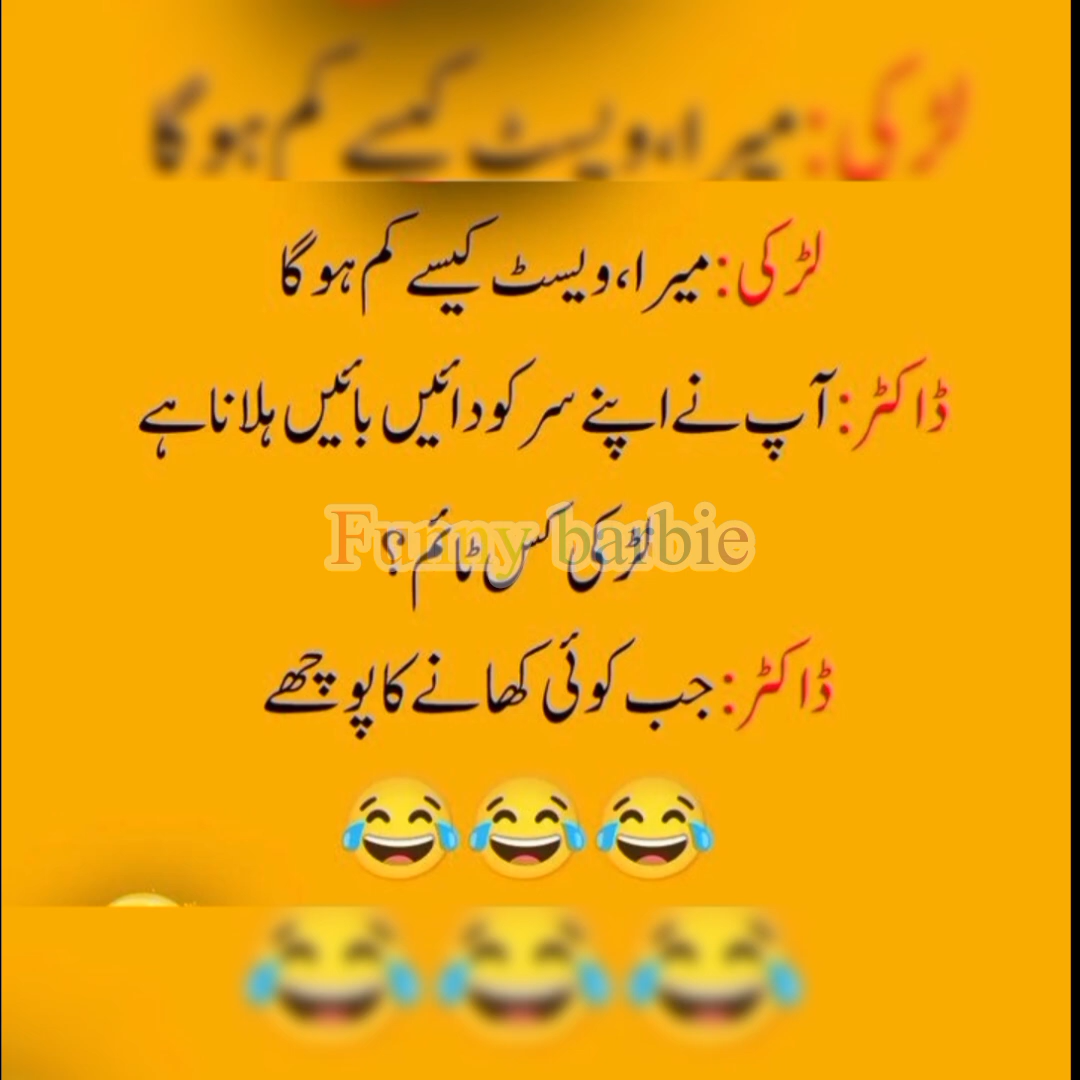 لڑکی: میرا، ویسٹ کیسے کم ہوگا
لڑکی: میرا، ویسٹ کیسے کم ہوگا
ڈاکٹر: آپ نے اپنے سر کو دائیں بائیں ہلانا ہے
لڑکی کس ٹائم؟
Funny barbie
ڈاکٹر: جب کوئی کھانے کا پوچھے